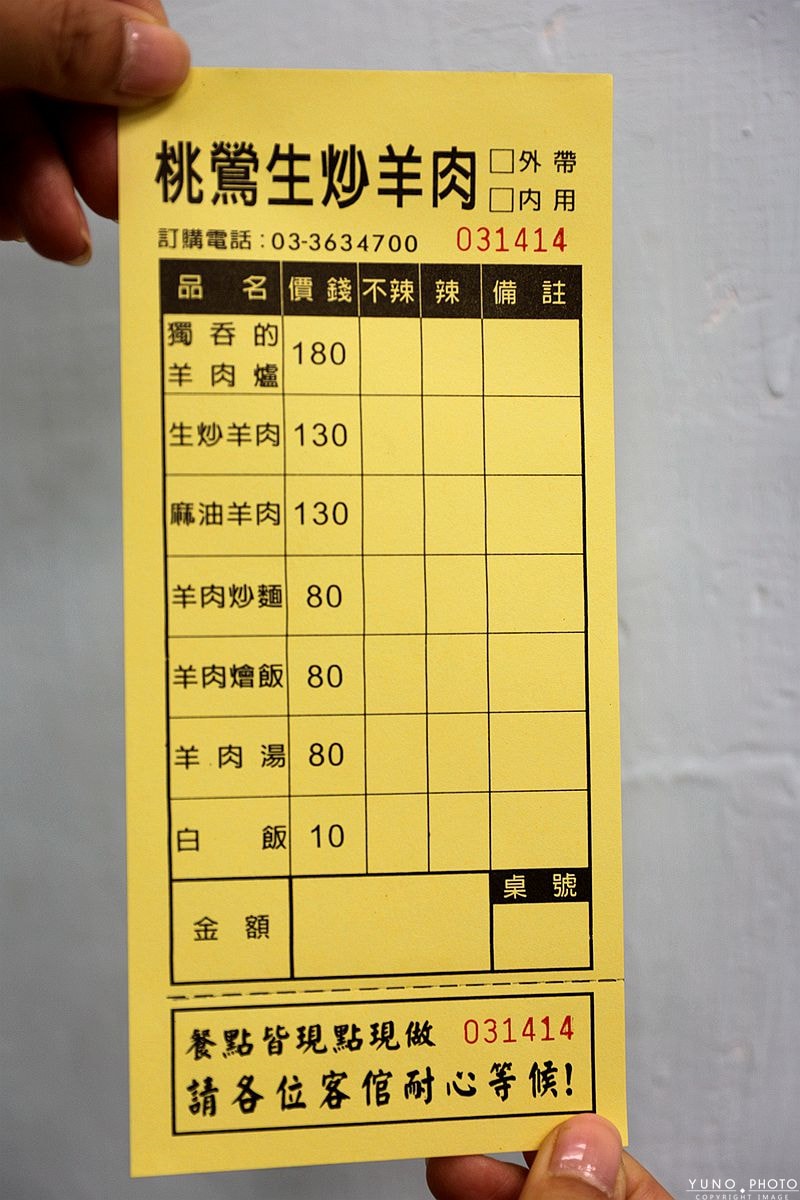 桃鶯生炒羊肉
□外帶
□内用
訂購電話：03-3634700 031414
品名 價錢 不辣 辣 備註
獨吞的
羊肉爐 180
生炒羊肉 130
麻油羊肉 130
羊肉炒麵 80
羊肉燴飯 80
羊肉湯 80
白飯 10
桌號
金額
餐點皆現點現做 031414
請各位客倌耐心等候!
YUNO PHOTO
COPYRIGHT IMAGE